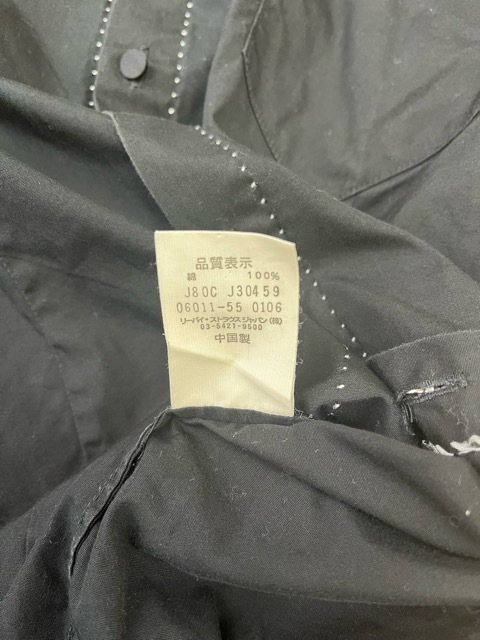 品質表示
綿 100%
J80C J30459
06011-55 0106
リーバイ・ストラウス ジャパン(株)
03-5421-9500
中国製